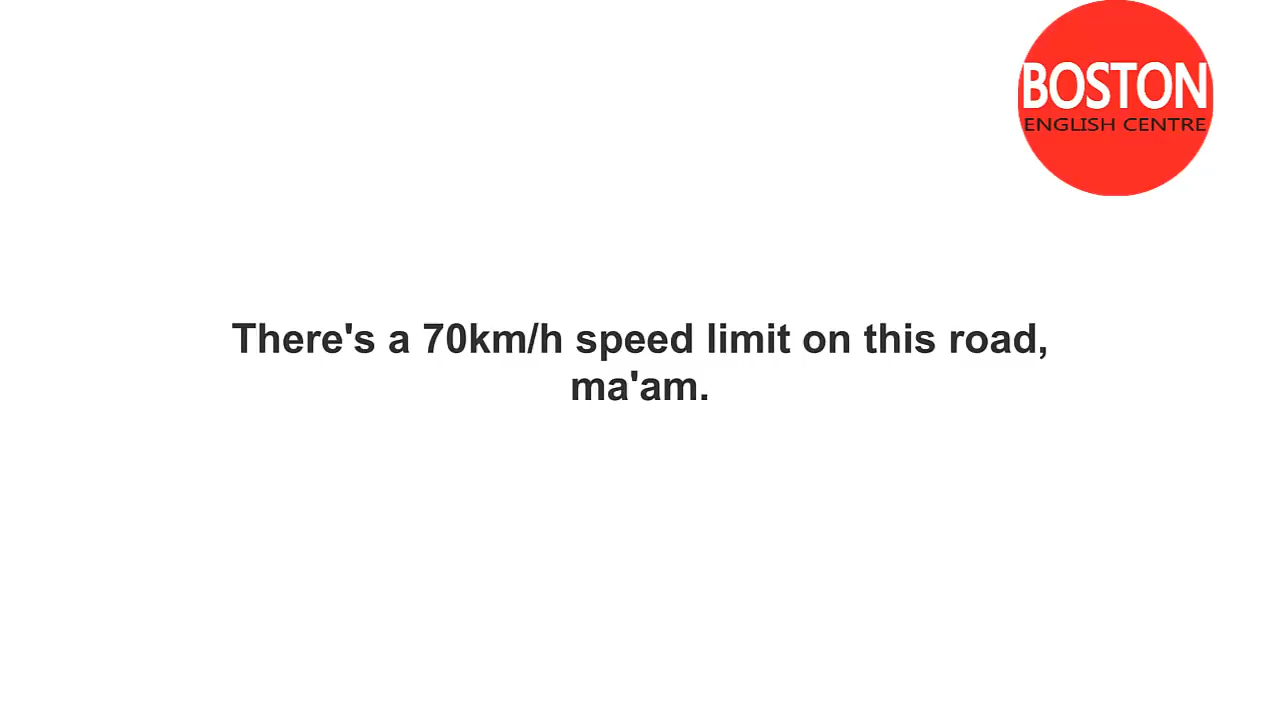 BOSTON
ENGLISH CENTRE
There's a 70km/h speed limit on this road,
ma'am.